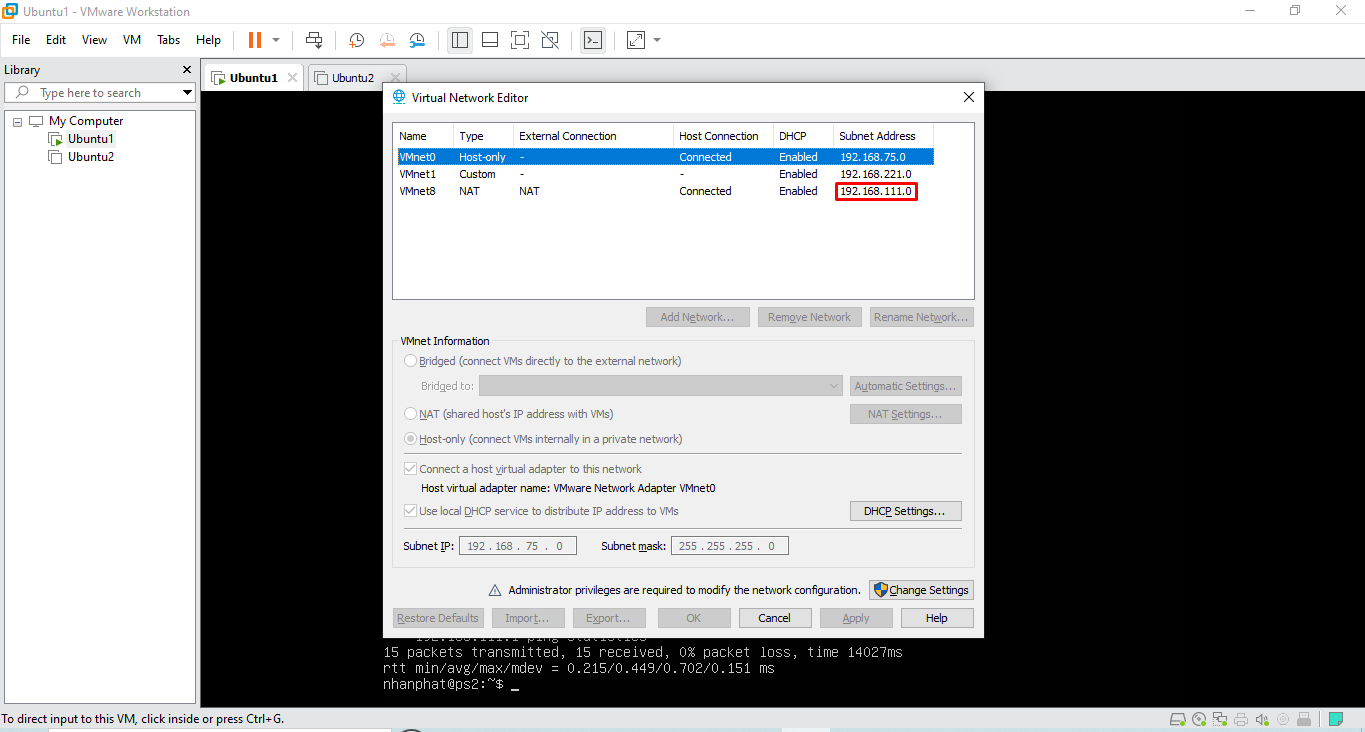 Ubuntu1 - VMware Workstation
File Edit View VM Tabs Help
Library
Type here to search
My Computer
Ubuntu1
Ubuntu2
Ubuntu1 Ubuntu2
Virtual Network Editor
Name Type External Connection Host Connection DHCP Subnet Address
VMnet0 Host-only - Connected Enabled 192.168.75.0
VMnet1 Custom - - Enabled 192.168.221.0
VMnet8 NAT NAT Connected Enabled 192.168.111.0
Add Network... Remove Network Rename Network...
VMnet Information
Bridged (connect VMs directly to the external network)
Bridged to: Automatic Settings...
NAT (shared host's IP address with VMs) NAT Settings...
Host-only (connect VMs internally in a private network)
Connect a host virtual adapter to this network
Host virtual adapter name: VMware Network Adapter VMnet0
Use local DHCP service to distribute IP address to VMs DHCP Settings...
Subnet IP: 192 . 168 . 75 . 0 Subnet mask: 255 . 255 . 255 . 0
Administrator privileges are required to modify the network configuration. Change Settings
Restore Defaults Import... Export... OK Cancel Apply Help
192.168.111.1 ping statistics
15 packets transmitted, 15 received, 0% packet loss, time 14027ms
rtt min/avg/max/mdev = 0.215/0.449/0.702/0.151 ms
nhanphat@ps2:~$ _
To direct input to this VM, click inside or press Ctrl+G.